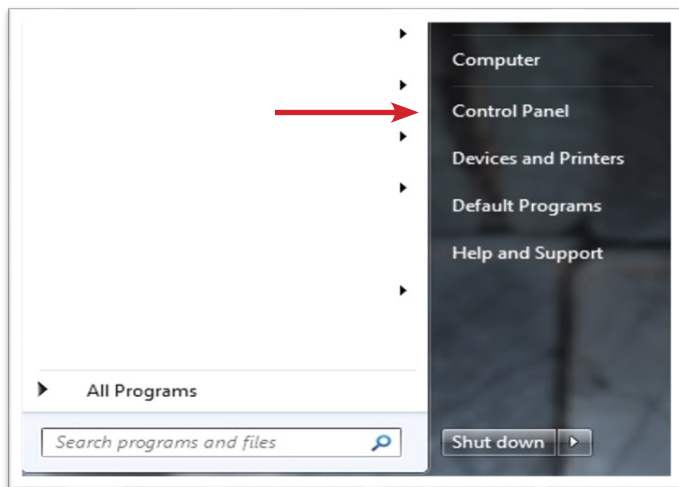 Computer
Control Panel
Devices and Printers
Default Programs
Help and Support
All Programs
Search programs and files
Shut down